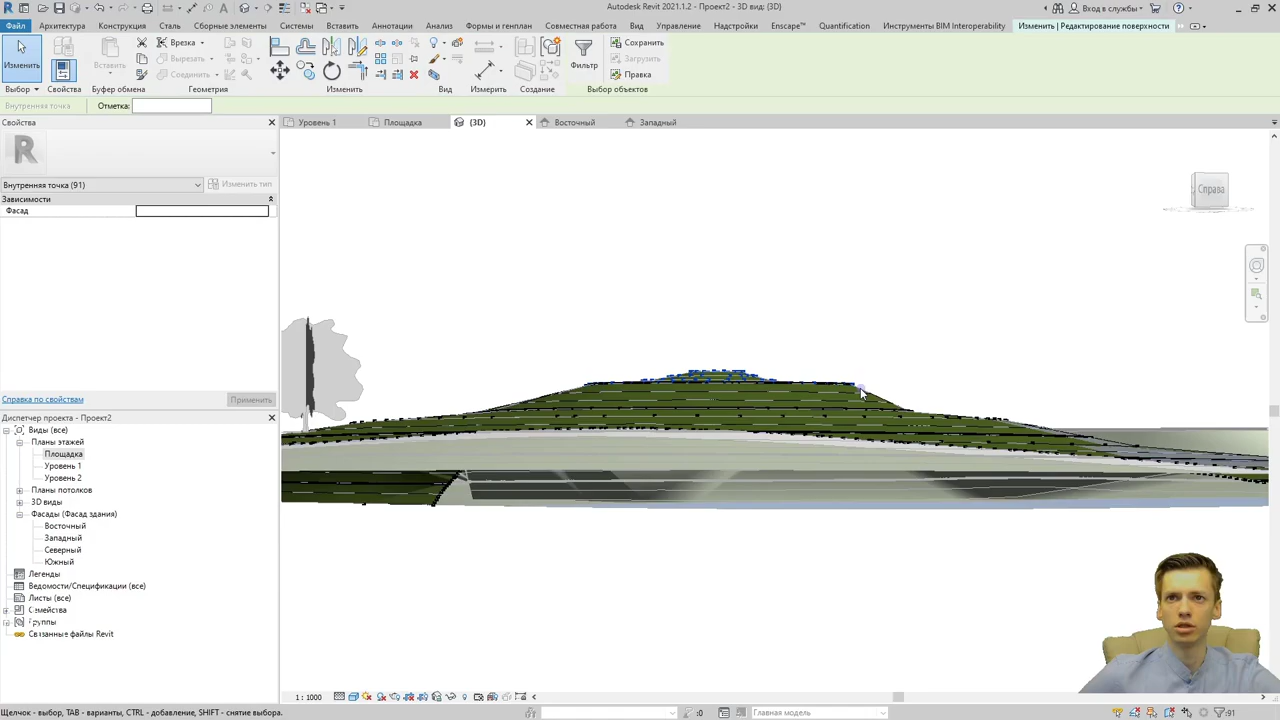 Autodesk Revit 2021.1.2 - Проект2 - 3D вид: {3D}
Вход в службы
Файл Архитектура Конструкция Сталь Сборные элементы Системы Вставить Аннотации Анализ Формы и генплан Совместная работа Вид Управление Надстройки Enscape™ Quantification Инструменты BIM Interoperability Изменить | Редактирование поверхности
Врезка
Сохранить
Вырезать
Загрузить
Изменить Вставить Соединить Фильтр Правка
Выбор Свойства Буфер обмена Геометрия Изменить Вид Измерить Создание Выбор объектов
Внутренняя точка Отметка:
Свойства
Уровень 1 Площадка {3D} Восточный Западный
R
Внутренняя точка (91) Изменить тип
Зависимости
Фасад
Справка по свойствам Применить
Справа
Диспетчер проекта - Проект2
Виды (все)
Планы этажей
Площадка
Уровень 1
Уровень 2
Планы потолков
3D виды
Фасады (Фасад здания)
Восточный
Западный
Северный
Южный
Легенды
Ведомости/Спецификации (все)
Листы (все)
Семейства
Группы
Связанные файлы Revit
1 : 1000
Щелчок - выбор, TAB - варианты, CTRL - добавление, SHIFT - снятие выбора. :0 Главная модель :91